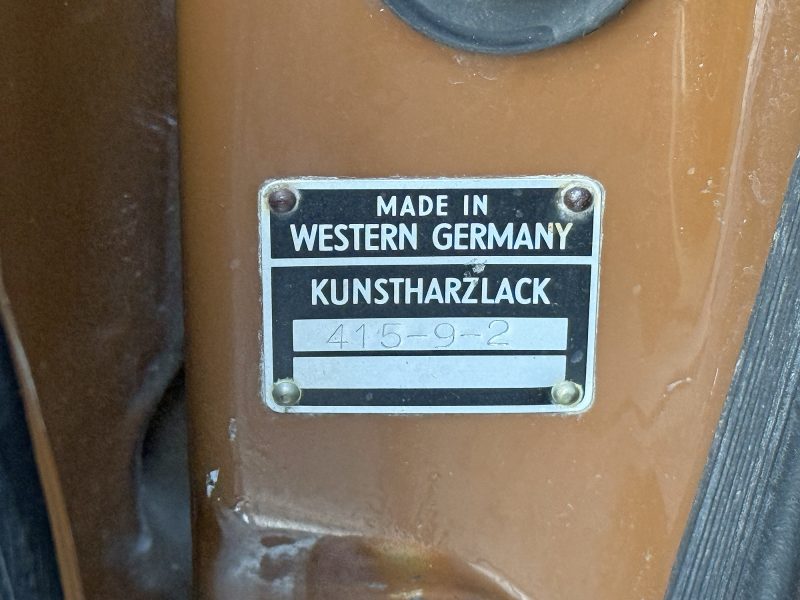 MADE IN
WESTERN GERMANY
KUNSTHARZLACK
415-9-2